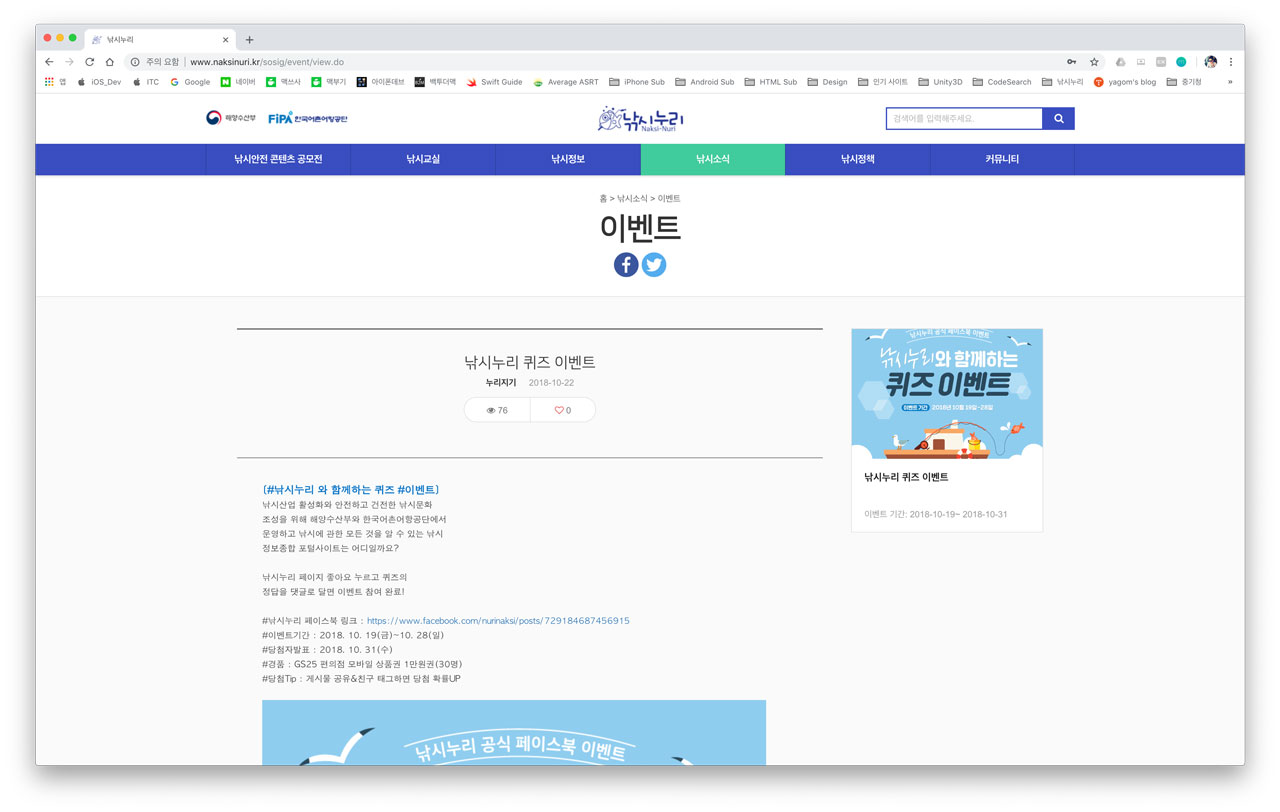 낚시누리
주의 요함 | www.naksinuri.kr/sosig/event/view.do
앱 iOS_Dev ITC Google 네이버 맥쓰사 맥부기 아이폰데브 백투더맥 Swift Guide Average ASRT iPhone Sub Android Sub HTML Sub Design 인기 사이트 Unity3D CodeSearch 낚시누리 yagom's blog 중기청 »
해양수산부 FiPA 한국어촌어항공단
낚시누리
Naksi-Nuri
검색어를 입력해주세요.
낚시안전 콘텐츠 공모전 낚시교실 낚시정보 낚시소식 낚시정책 커뮤니티
홈 > 낚시소식 > 이벤트
이벤트
낚시누리 퀴즈 이벤트
누리지기 2018-10-22
76 0
(#낚시누리 와 함께하는 퀴즈 #이벤트)
낚시산업 활성화와 안전하고 건전한 낚시문화
조성을 위해 해양수산부와 한국어촌어항공단에서
운영하고 낚시에 관한 모든 것을 알 수 있는 낚시
정보종합 포털사이트는 어디일까요?
낚시누리 페이지 좋아요 누르고 퀴즈의
정답을 댓글로 달면 이벤트 참여 완료!
#낚시누리 페이스북 링크 : https://www.facebook.com/nurinaksi/posts/729184687456915
#이벤트기간 : 2018. 10. 19(금)~10. 28(일)
#당첨자발표 : 2018. 10. 31(수)
#경품 : GS25 편의점 모바일 상품권 1만원권(30명)
#당첨Tip : 게시물 공유&친구 태그하면 당첨 확률UP
낚시누리 공식 페이스북 이벤트
낚시누리 공식 페이스북 이벤트
낚시누리와 함께하는
퀴즈 이벤트
이벤트 기간 2018년 10월 19일~28일
낚시누리 퀴즈 이벤트
이벤트 기간: 2018-10-19~ 2018-10-31